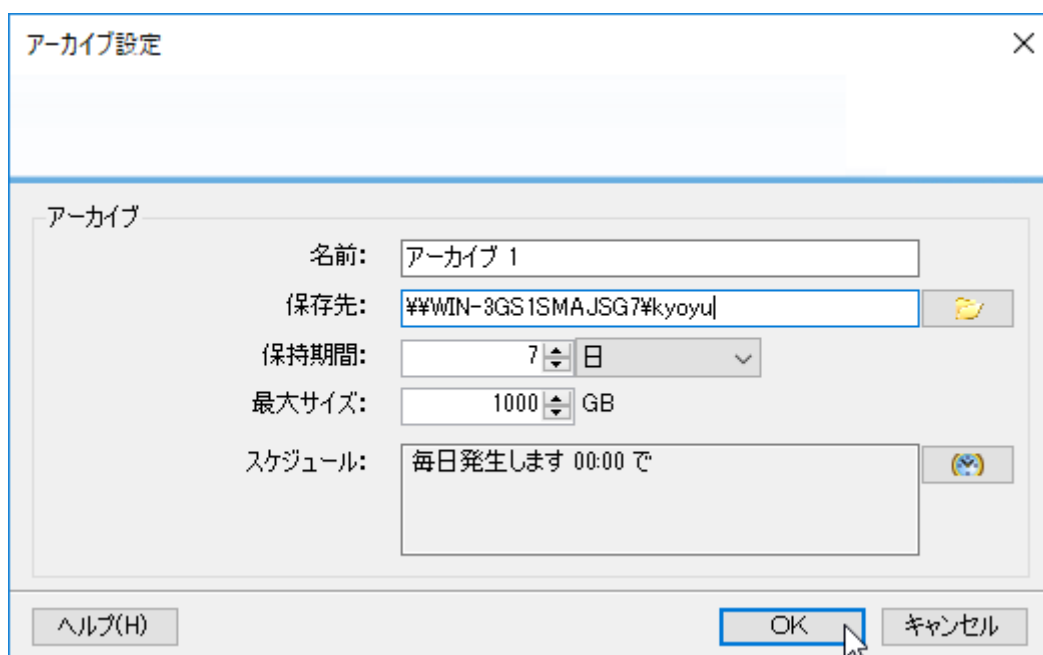 アーカイブ設定
アーカイブ
名前: アーカイブ 1
保存先: ¥¥WIN-3GS1SMAJSG7¥kyoyu
保持期間: 7 日
最大サイズ: 1000 GB
スケジュール: 毎日発生します 00:00 で
ヘルプ(H) OK キャンセル